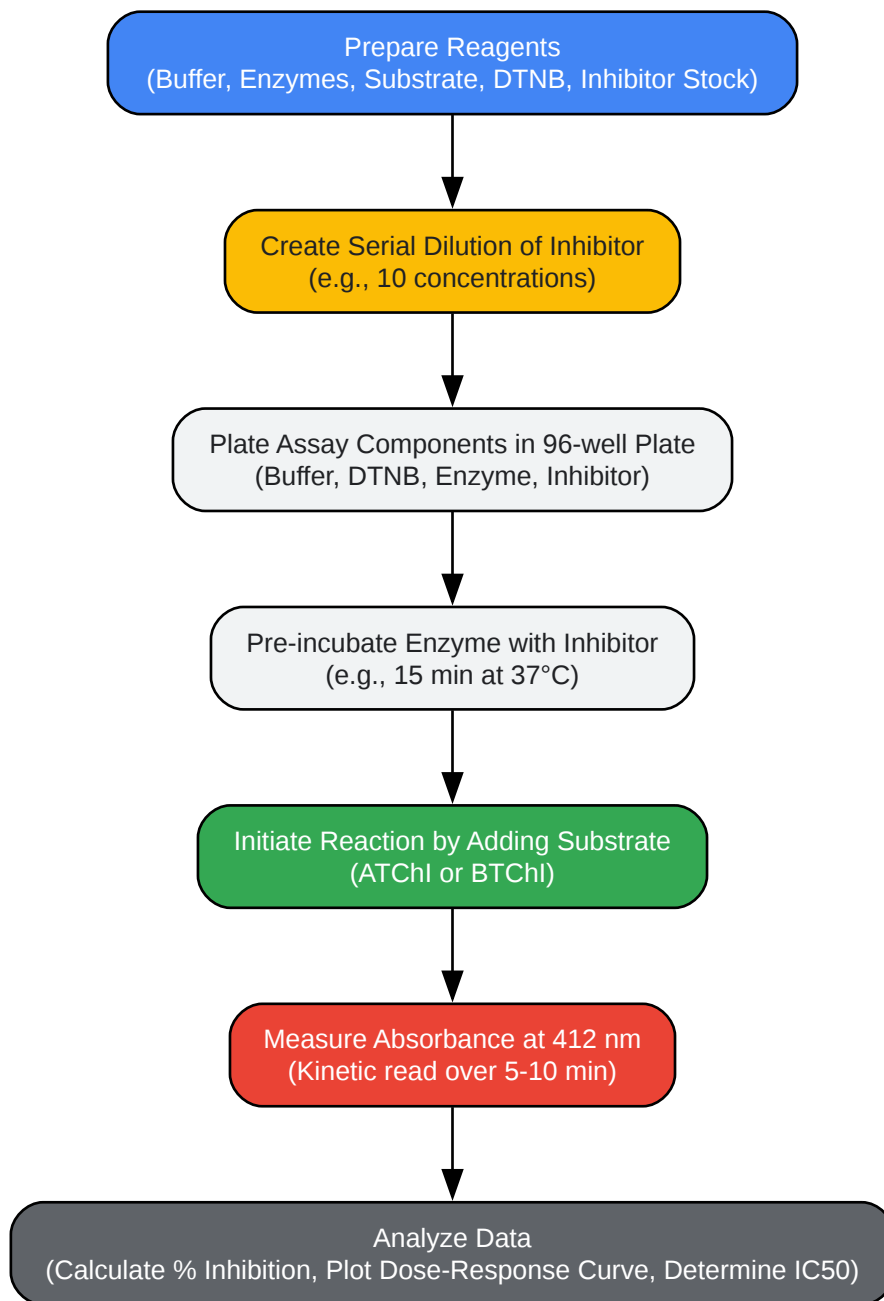 Prepare Reagents
(Buffer, Enzymes, Substrate, DTNB, Inhibitor Stock)
Create Serial Dilution of Inhibitor
(e.g., 10 concentrations)
Plate Assay Components in 96-well Plate
(Buffer, DTNB, Enzyme, Inhibitor)
Pre-incubate Enzyme with Inhibitor
(e.g., 15 min at 37°C)
Initiate Reaction by Adding Substrate
(ATChI or BTChI)
Measure Absorbance at 412 nm
(Kinetic read over 5-10 min)
Analyze Data
(Calculate % Inhibition, Plot Dose-Response Curve, Determine IC50)